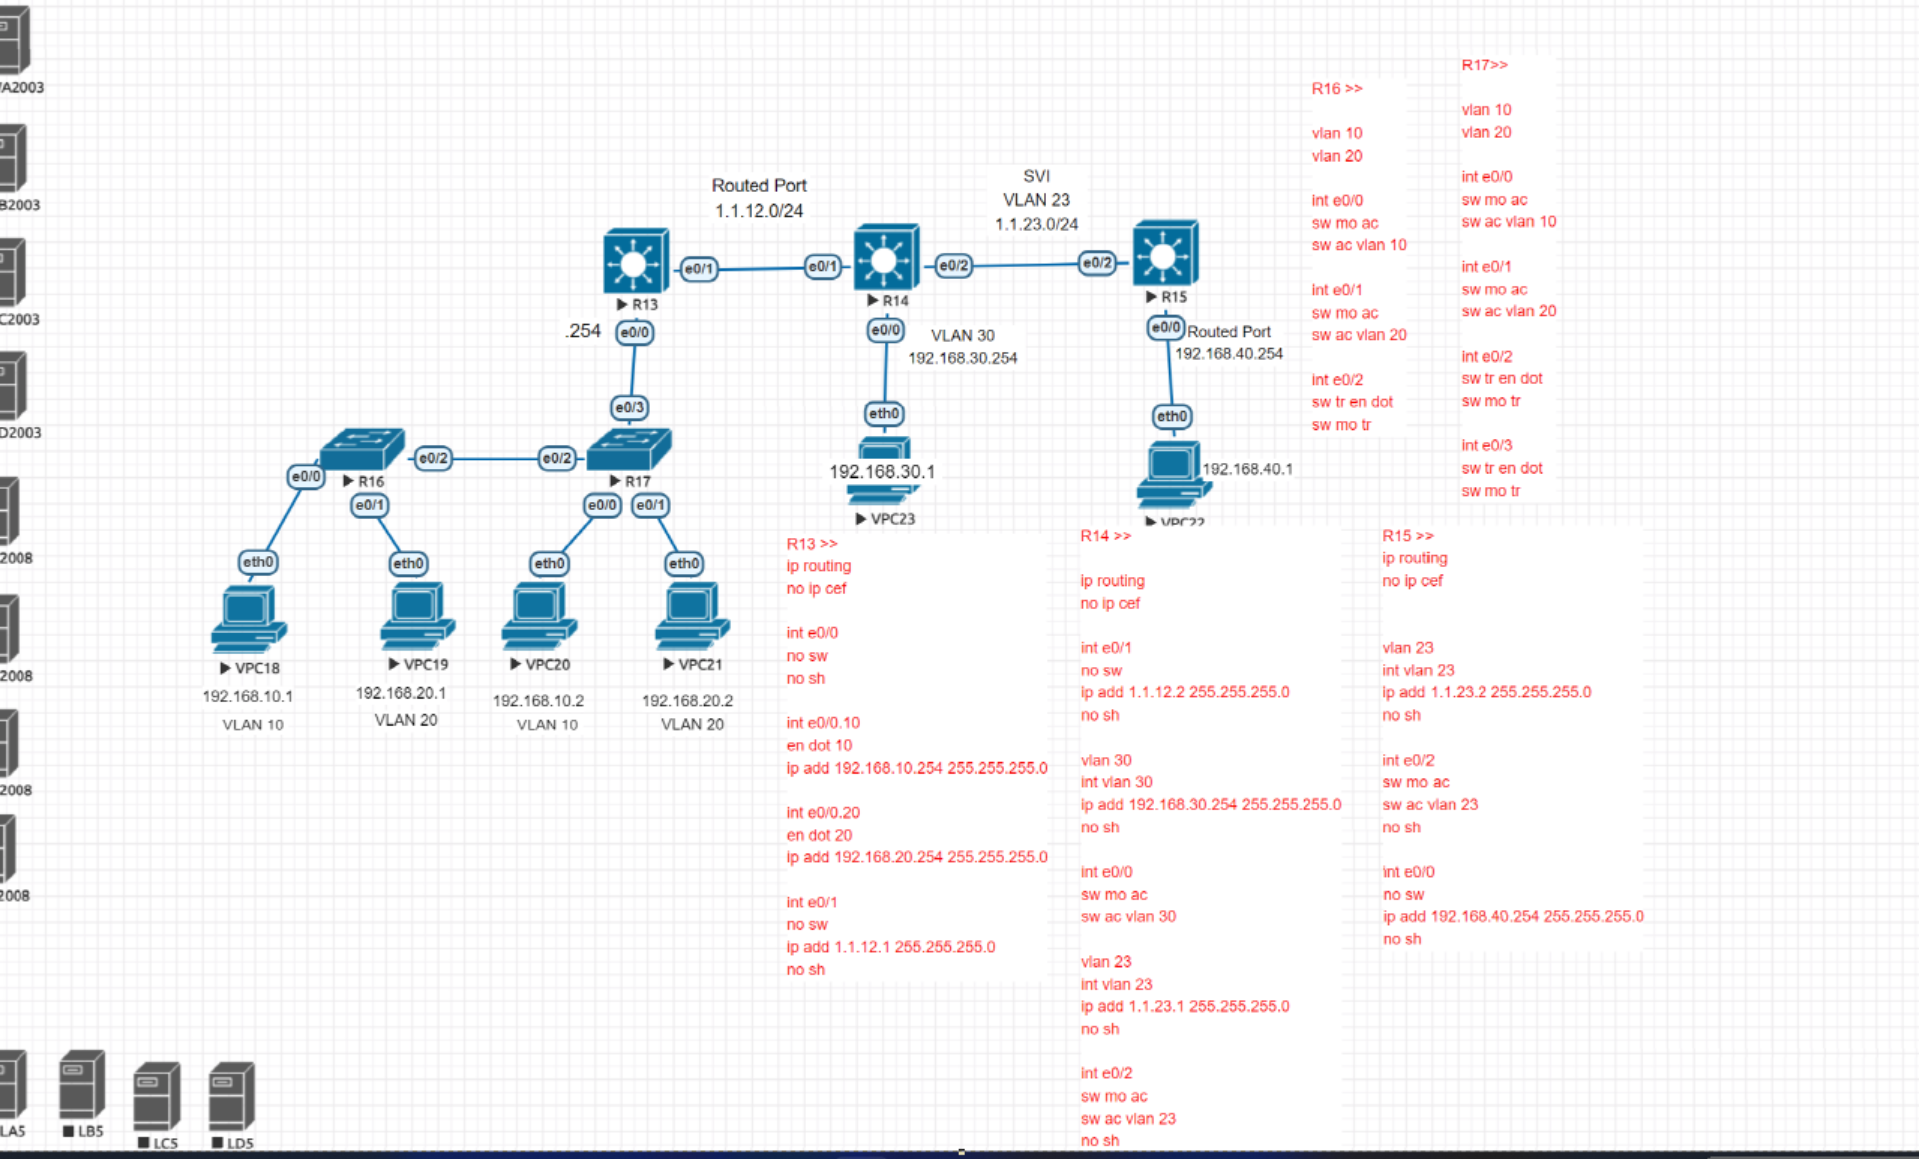 /A2003
B2003
C2003
D2003
2008
2008
2008
2008
LA5
LB5
LC5
LD5
Routed Port
1.1.12.0/24
SVI
VLAN 23
1.1.23.0/24
e0/1
e0/1
e0/2
e0/2
R13
R14
R15
.254
e0/0
e0/0
VLAN 30
192.168.30.254
e0/0
Routed Port
192.168.40.254
e0/3
eth0
eth0
e0/0
e0/2
e0/2
R16
R17
192.168.30.1
192.168.40.1
e0/1
e0/0
e0/1
VPC23
VPC22
eth0
eth0
eth0
eth0
VPC18
VPC19
VPC20
VPC21
192.168.10.1
192.168.20.1
192.168.10.2
192.168.20.2
VLAN 10
VLAN 20
VLAN 10
VLAN 20
R16 >>
vlan 10
vlan 20
int e0/0
sw mo ac
sw ac vlan 10
int e0/1
sw mo ac
sw ac vlan 20
int e0/2
sw tr en dot
sw mo tr
R17>>
vlan 10
vlan 20
int e0/0
sw mo ac
sw ac vlan 10
int e0/1
sw mo ac
sw ac vlan 20
int e0/2
sw tr en dot
sw mo tr
int e0/3
sw tr en dot
sw mo tr
R13 >>
ip routing
no ip cef
int e0/0
no sw
no sh
int e0/0.10
en dot 10
ip add 192.168.10.254 255.255.255.0
int e0/0.20
en dot 20
ip add 192.168.20.254 255.255.255.0
int e0/1
no sw
ip add 1.1.12.1 255.255.255.0
no sh
R14 >>
ip routing
no ip cef
int e0/1
no sw
ip add 1.1.12.2 255.255.255.0
no sh
vlan 30
int vlan 30
ip add 192.168.30.254 255.255.255.0
no sh
int e0/0
sw mo ac
sw ac vlan 30
vlan 23
int vlan 23
ip add 1.1.23.1 255.255.255.0
no sh
int e0/2
sw mo ac
sw ac vlan 23
no sh
R15 >>
ip routing
no ip cef
vlan 23
int vlan 23
ip add 1.1.23.2 255.255.255.0
no sh
int e0/2
sw mo ac
sw ac vlan 23
no sh
int e0/0
no sw
ip add 192.168.40.254 255.255.255.0
no sh